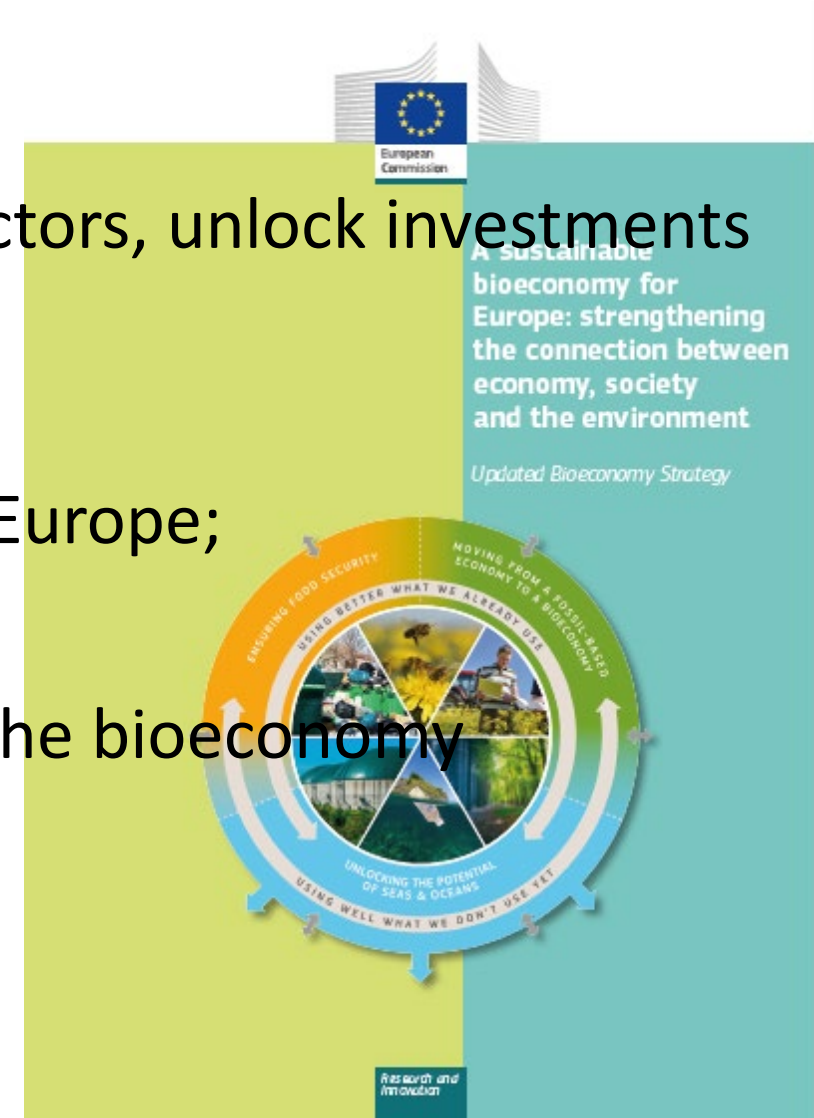 European
Commission
ctors, unlock investments
A sustainable
bioeconomy for
Europe: strengthening
the connection between
economy, society
and the environment
Updated Bioeconomy Strategy
Europe;
ENSURING FOOD SECURITY
MOVING FROM A FOSSIL-BASED
ECONOMY TO A BIOECONOMY
USING BETTER WHAT WE ALREADY USE
he bioeconomy
UNLOCKING THE POTENTIAL
OF SEAS & OCEANS
USING WELL WHAT WE DON'T USE YET
Research and
Innovation